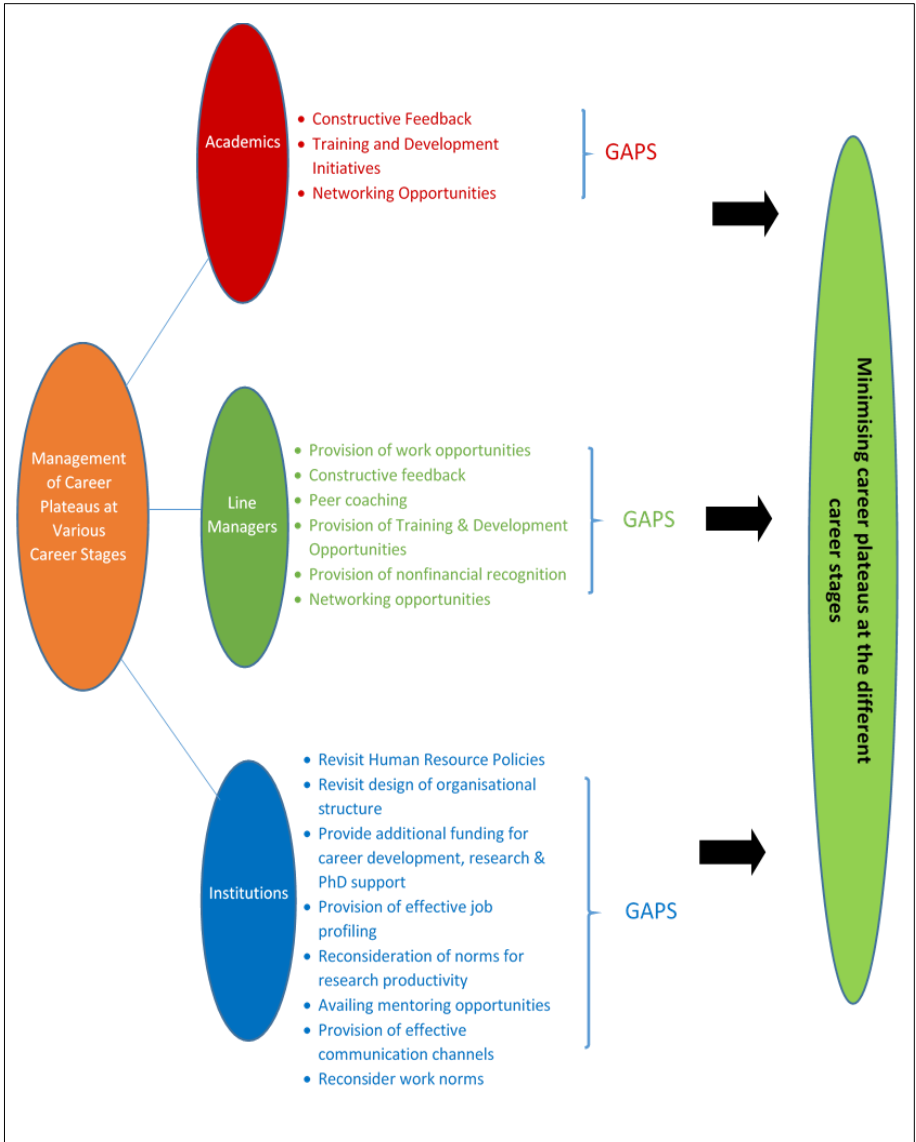 Academics
• Constructive Feedback
• Training and Development
Initiatives
• Networking Opportunities
GAPS
Management
of Career
Plateaus at
Various
Career Stages
Line
Managers
• Provision of work opportunities
• Constructive feedback
• Peer coaching
• Provision of Training & Development
Opportunities
• Provision of nonfinancial recognition
• Networking opportunities
GAPS
Institutions
• Revisit Human Resource Policies
• Revisit design of organisational
structure
• Provide additional funding for
career development, research &
PhD support
• Provision of effective job
profiling
• Reconsideration of norms for
research productivity
• Availing mentoring opportunities
• Provision of effective
communication channels
• Reconsider work norms
GAPS
Minimising career plateaus at the different
career stages